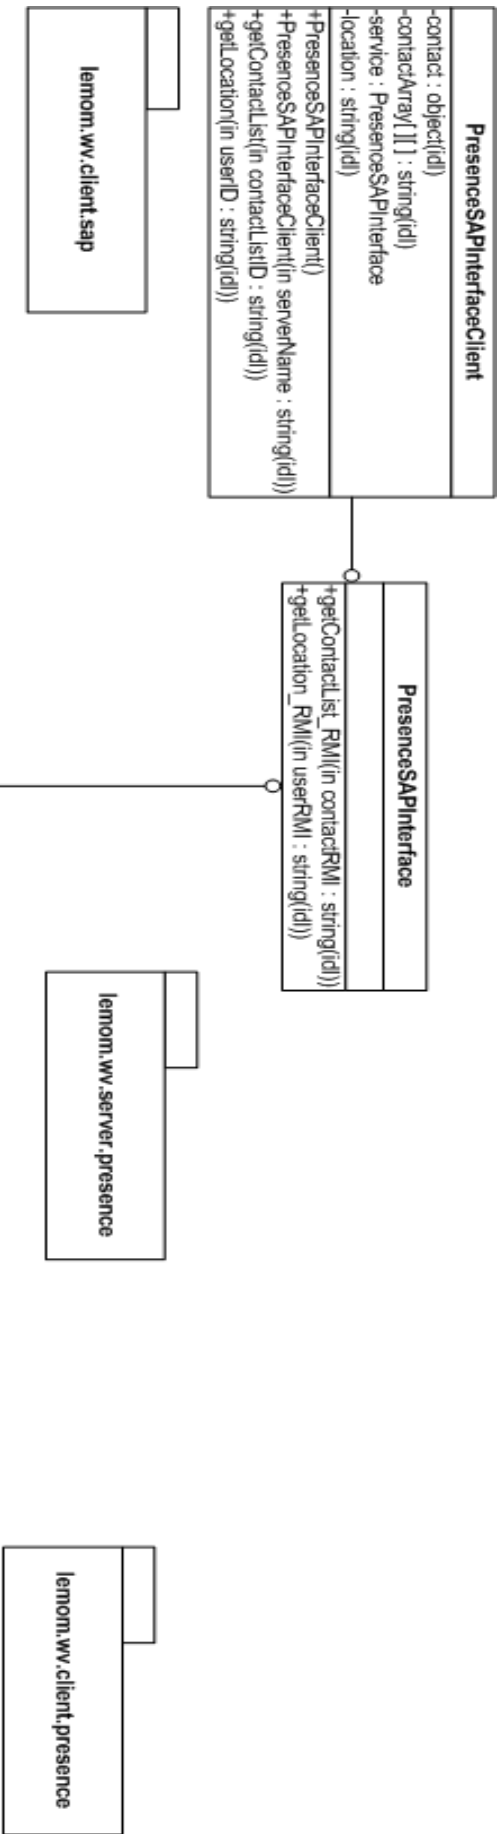 PresenceSAPInterfaceClient
-contact : object(idl)
-contactArray[ ][ ] : string(idl)
-service : PresenceSAPInterface
-location : string(idl)
+PresenceSAPInterfaceClient()
+PresenceSAPInterfaceClient(in serverName : string(idl))
+getContactList(in contactListID : string(idl))
+getLocation(in userID : string(idl))
PresenceSAPInterface
+getContactList_RMI(in contactRMI : string(idl))
+getLocation_RMI(in userRMI : string(idl))
lemom.wv.client.sap
lemom.wv.server.presence
lemom.wv.client.presence